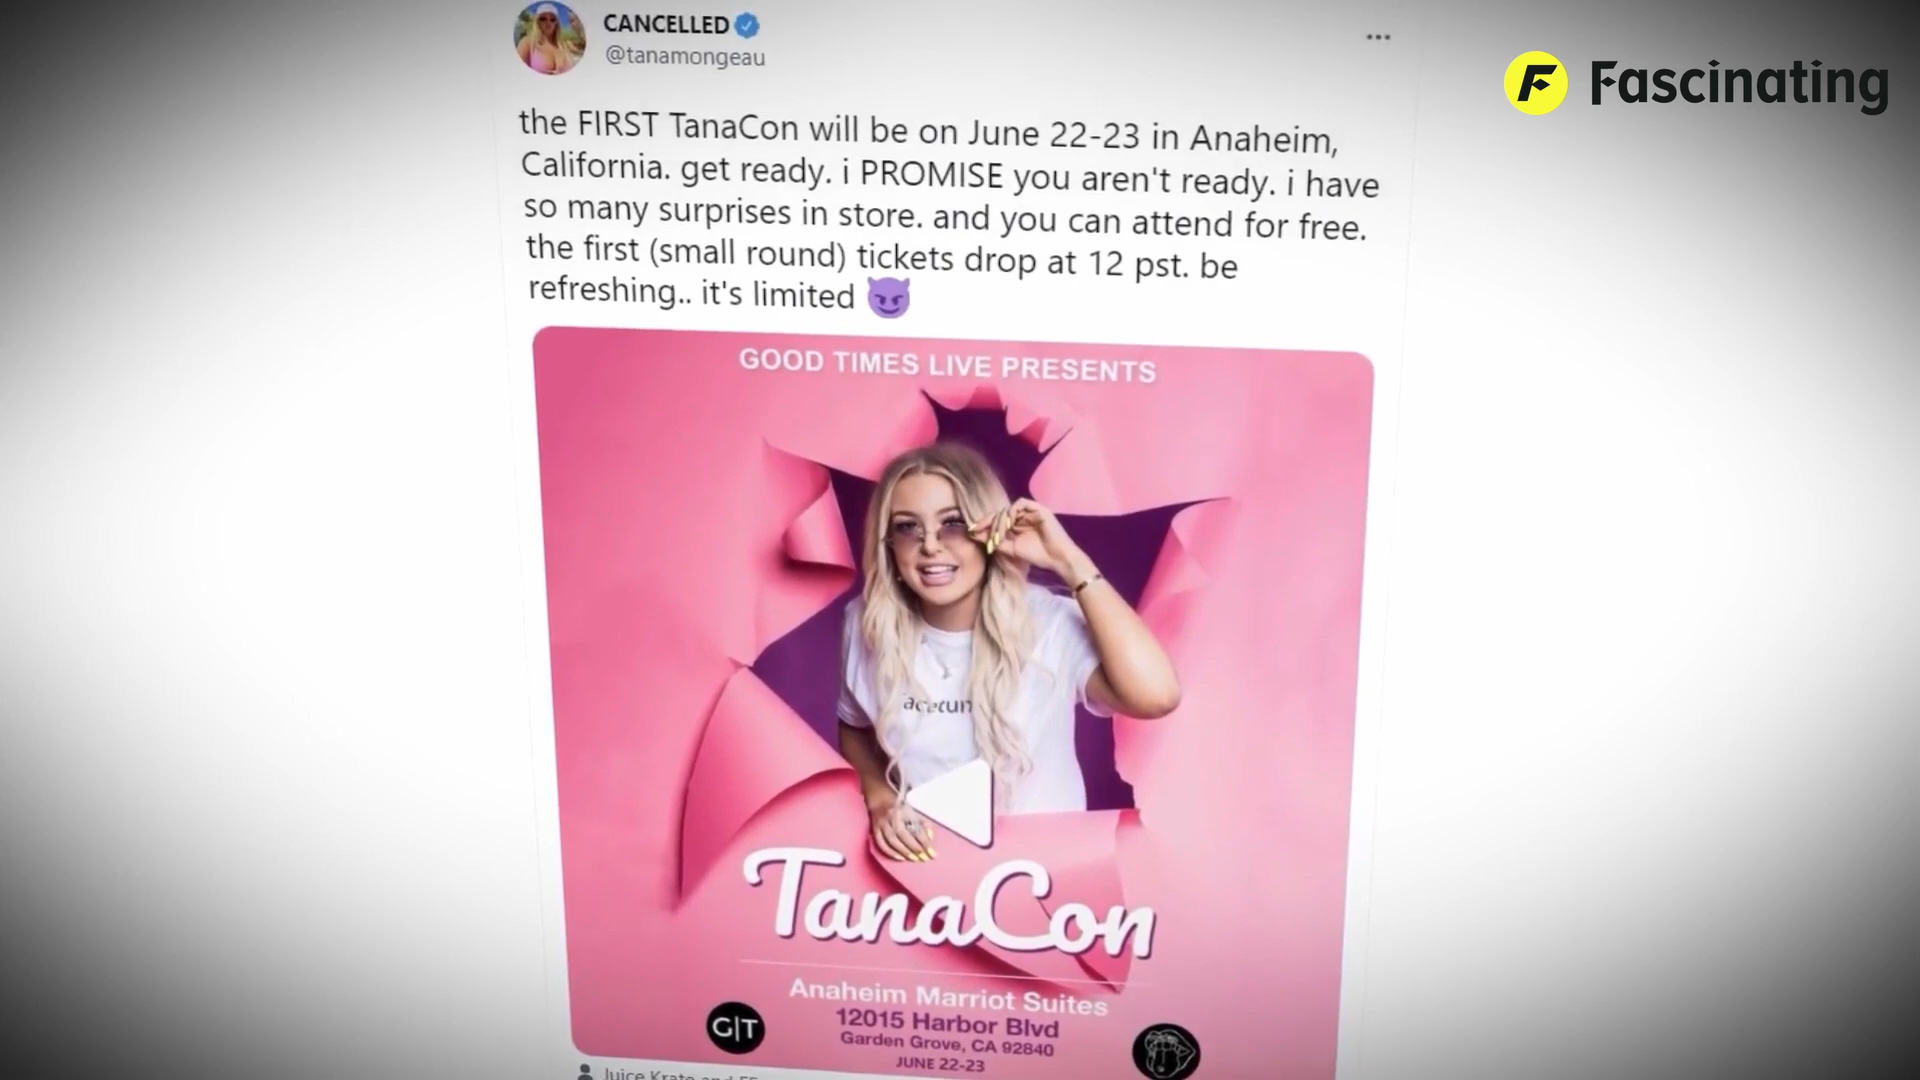 CANCELLED
@tanamongeau
Fascinating
the FIRST TanaCon will be on June 22-23 in Anaheim,
California. get ready. i PROMISE you aren't ready. i have
so many surprises in store. and you can attend for free.
the first (small round) tickets drop at 12 pst. be
refreshing.. it's limited 😈
GOOD TIMES LIVE PRESENTS
TanaCon
Anaheim Marriot Suites
12015 Harbor Blvd
Garden Grove, CA 92840
JUNE 22-23
G|T